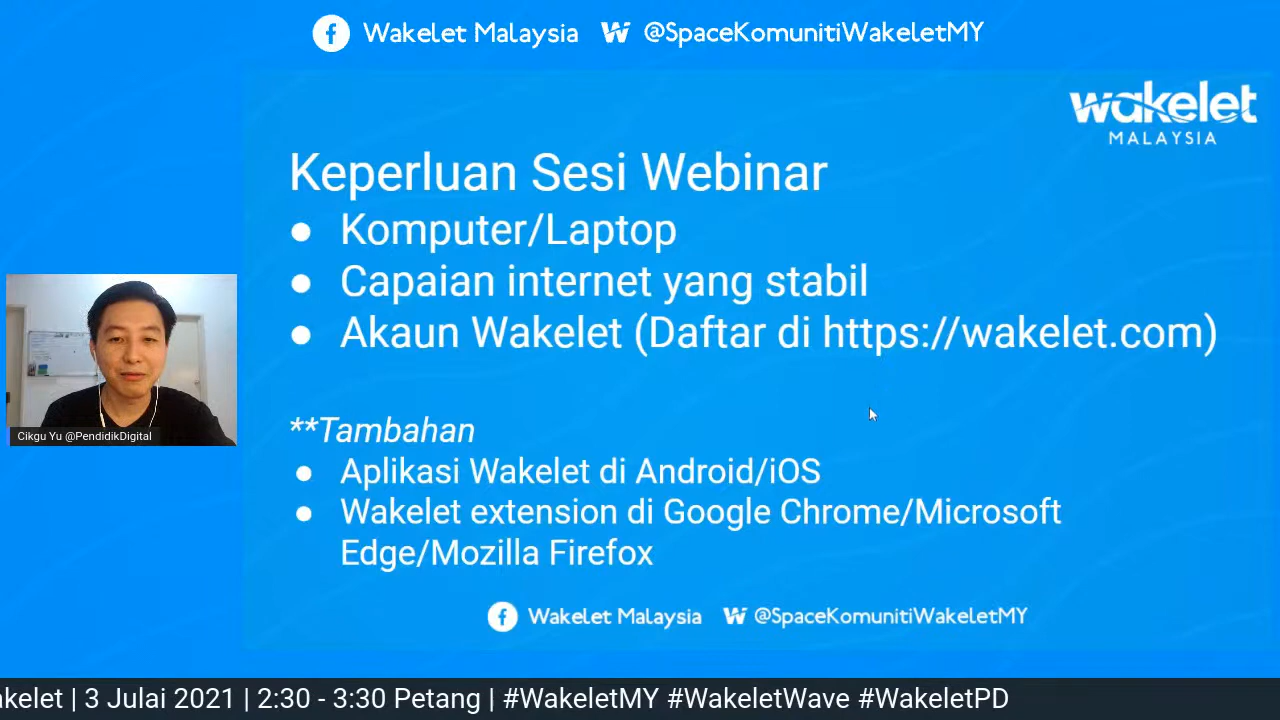 Wakelet Malaysia @SpaceKomunitiWakeletMY
wakelet
MALAYSIA
Keperluan Sesi Webinar
● Komputer/Laptop
● Capaian internet yang stabil
● Akaun Wakelet (Daftar di https://wakelet.com)
**Tambahan
● Aplikasi Wakelet di Android/iOS
● Wakelet extension di Google Chrome/Microsoft
Edge/Mozilla Firefox
Cikgu Yu @PendidikDigital
Wakelet Malaysia @SpaceKomunitiWakeletMY
akelet | 3 Julai 2021 | 2:30 - 3:30 Petang | #WakeletMY #WakeletWave #WakeletPD